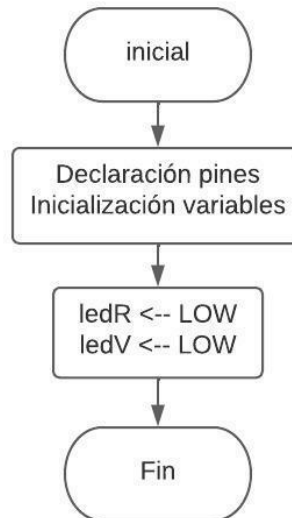 inicial
Declaración pines
Inicialización variables
ledR <-- LOW
ledV <-- LOW
Fin